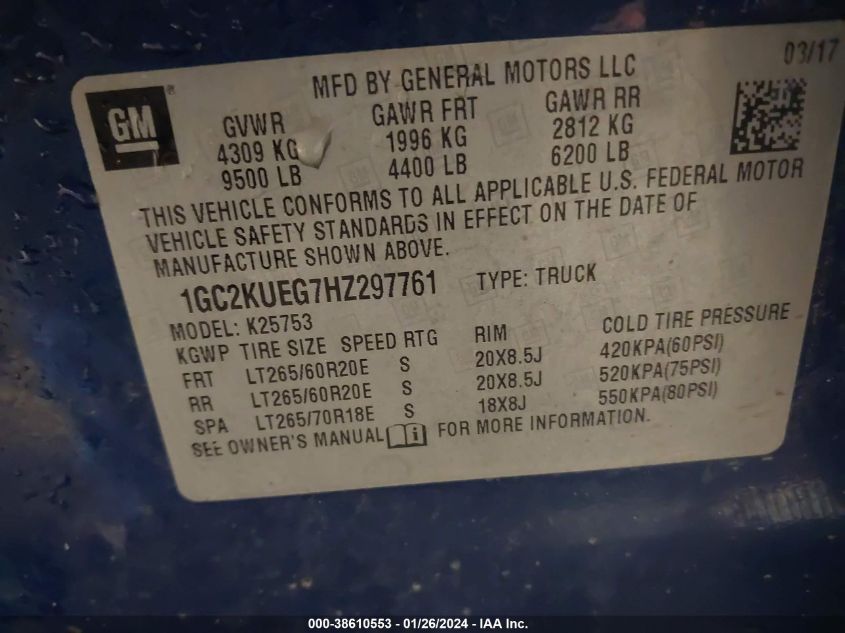 03/17
MFD BY GENERAL MOTORS LLC
GM®
GVWR GAWR FRT GAWR RR
4309 KG 1996 KG 2812 KG
9500 LB 4400 LB 6200 LB
THIS VEHICLE CONFORMS TO ALL APPLICABLE U.S. FEDERAL MOTOR
VEHICLE SAFETY STANDARDS IN EFFECT ON THE DATE OF
MANUFACTURE SHOWN ABOVE.
1GC2KUEG7HZ297761 TYPE: TRUCK
MODEL: K25753
KGWP TIRE SIZE SPEED RTG RIM COLD TIRE PRESSURE
FRT LT265/60R20E S 20X8.5J 420KPA(60PSI)
RR LT265/60R20E S 20X8.5J 520KPA(75PSI)
SPA LT265/70R18E S 18X8J 550KPA(80PSI)
SEE OWNER'S MANUAL FOR MORE INFORMATION.
000-38610553 - 01/26/2024 - IAA Inc.